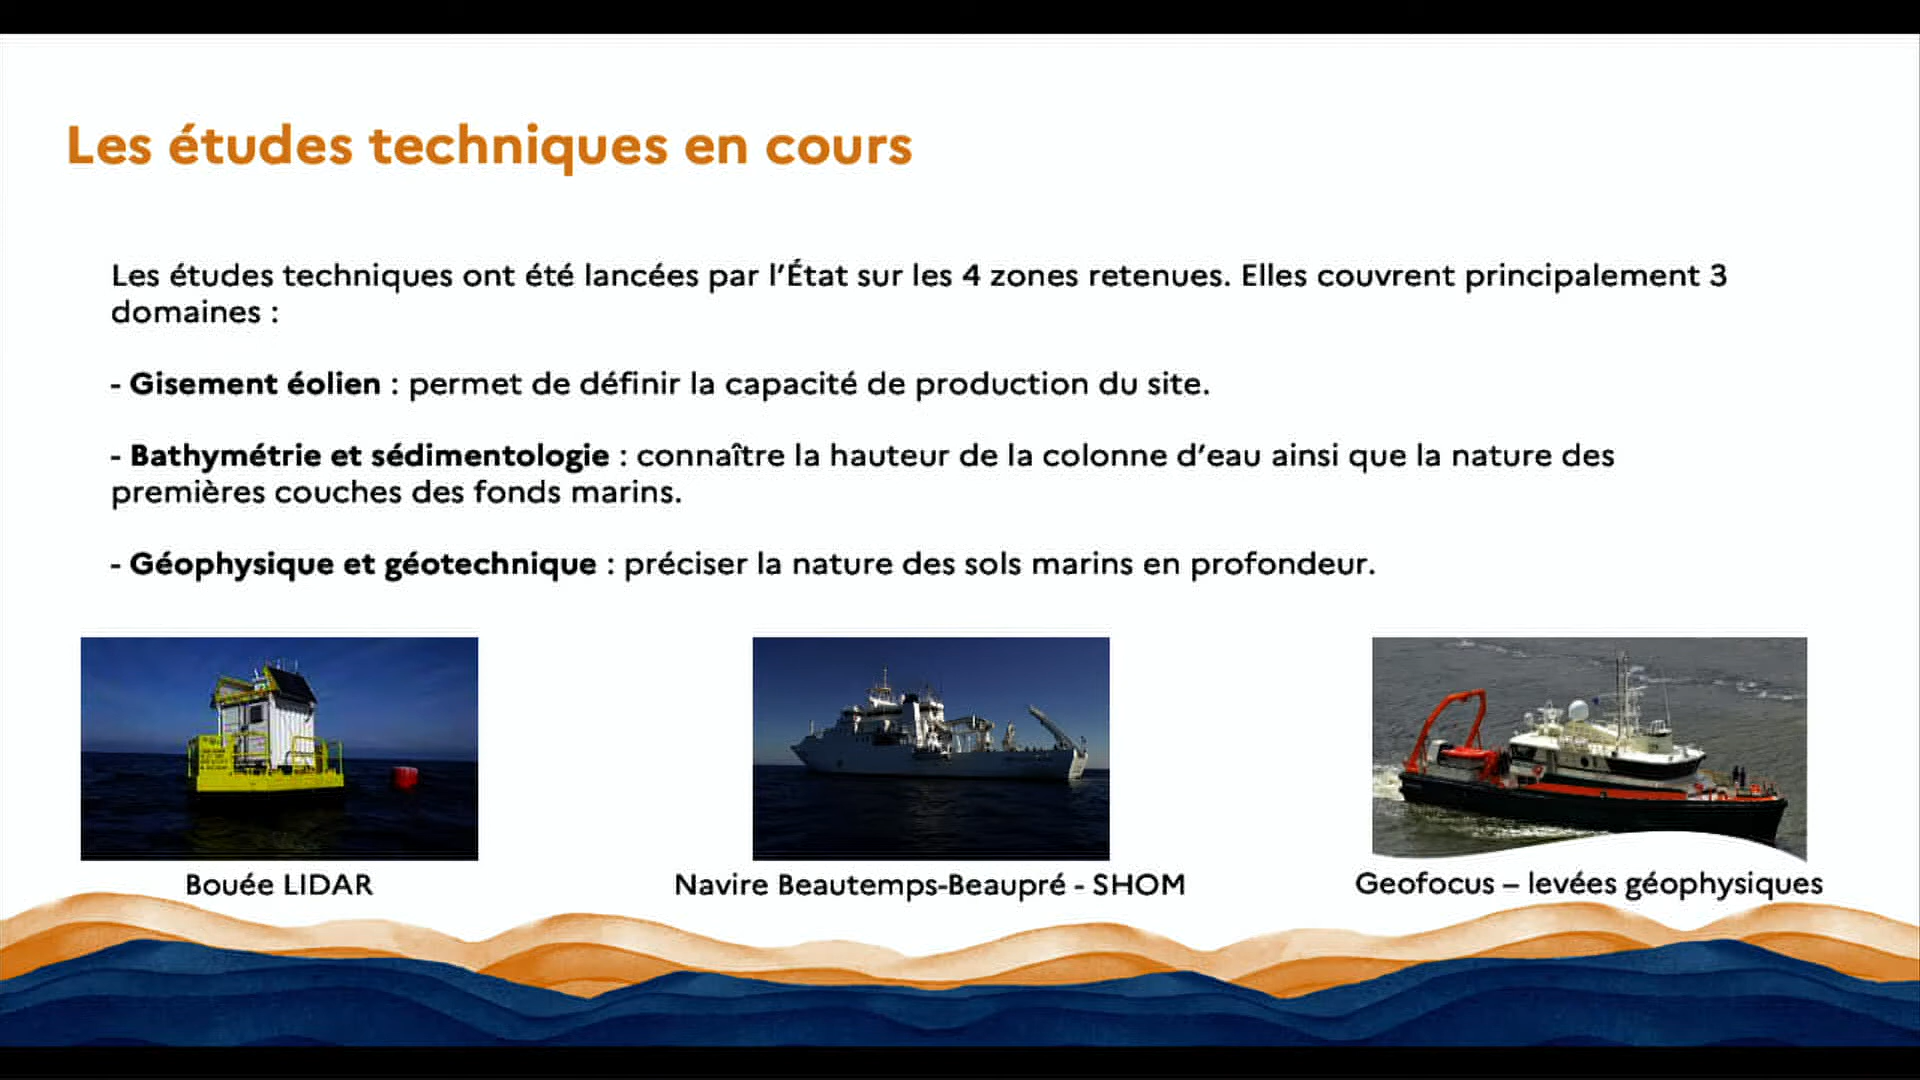 Les études techniques en cours
Les études techniques ont été lancées par l'État sur les 4 zones retenues. Elles couvrent principalement 3
domaines :
- Gisement éolien : permet de définir la capacité de production du site.
- Bathymétrie et sédimentologie : connaître la hauteur de la colonne d'eau ainsi que la nature des
premières couches des fonds marins.
- Géophysique et géotechnique : préciser la nature des sols marins en profondeur.
Bouée LIDAR
Navire Beautemps-Beaupré - SHOM
Geofocus – levées géophysiques